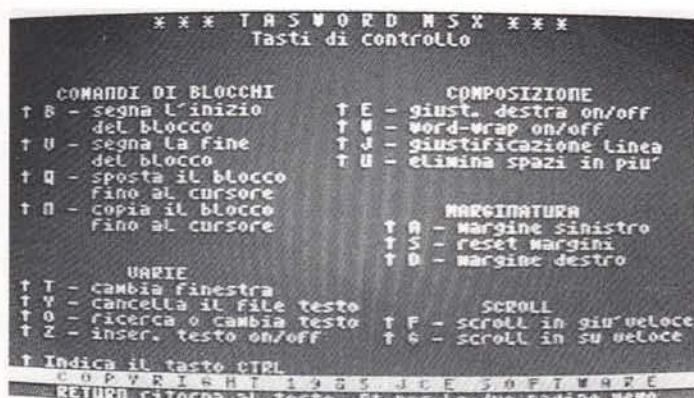 * * * T A S W O R D M S X * * *
Tasti di controllo
COMANDI DI BLOCCHI
↑ B - segna l'inizio
del blocco
↑ V - segna la fine
del blocco
↑ Q - sposta il blocco
fino al cursore
↑ N - copia il blocco
fino al cursore
VARIE
↑ T - cambia finestra
↑ Y - cancella il file testo
↑ O - ricerca o cambia testo
↑ Z - inser. testo on/off
↑ Indica il tasto CTRL
COMPOSIZIONE
↑ E - giust. destra on/off
↑ W - word-wrap on/off
↑ J - giustificazione linea
↑ U - elimina spazi in piu'
MARGINATURA
↑ A - margine sinistro
↑ S - reset margini
↑ D - margine destro
SCROLL
↑ F - scroll in giu' veloce
↑ G - scroll in su veloce
C O P Y R I G H T 1 9 8 5 J C E S O F T W A R E
RETURN ritorna al testo